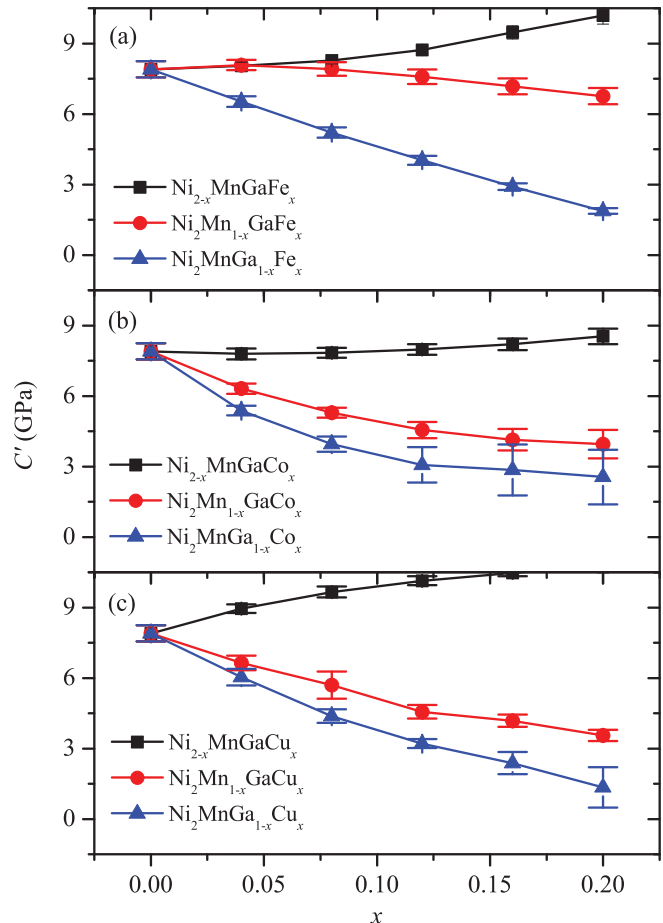 (a)
9
6
3
0
Ni₂₋ₓMnGaFeₓ
Ni₂Mn₁₋ₓGaFeₓ
Ni₂MnGa₁₋ₓFeₓ
(b)
9
6
3
0
C′ (GPa)
Ni₂₋ₓMnGaCoₓ
Ni₂Mn₁₋ₓGaCoₓ
Ni₂MnGa₁₋ₓCoₓ
(c)
9
6
3
0
Ni₂₋ₓMnGaCuₓ
Ni₂Mn₁₋ₓGaCuₓ
Ni₂MnGa₁₋ₓCuₓ
0.00 0.05 0.10 0.15 0.20
x